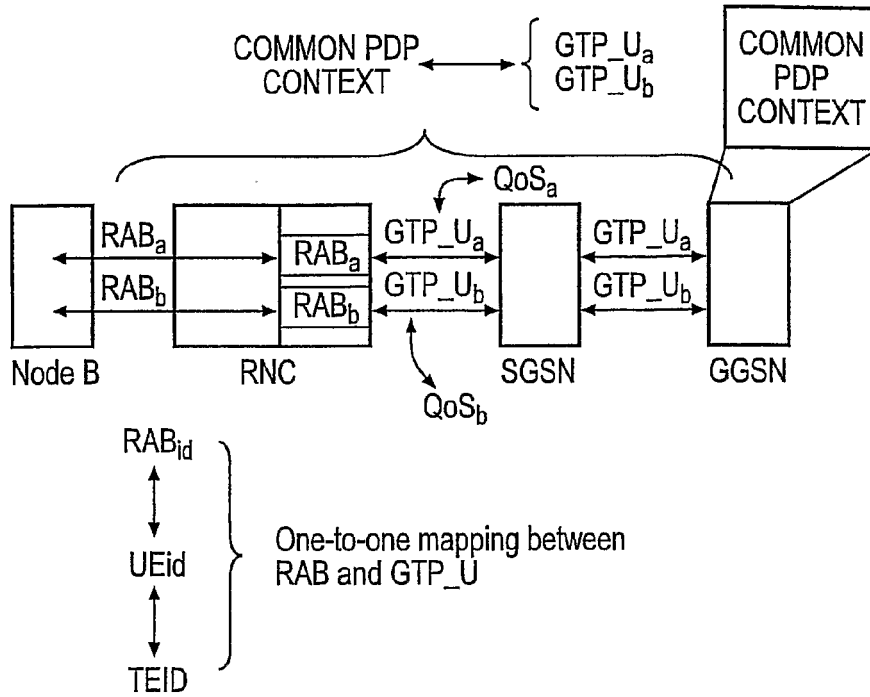 COMMON PDP
CONTEXT
GTP_Ua
GTP_Ub
COMMON
PDP
CONTEXT
QoSa
RABa
RABb
RABa
RABb
GTP_Ua
GTP_Ub
GTP_Ua
GTP_Ub
Node B
RNC
SGSN
GGSN
QoSb
RABid
UEid
TEID
One-to-one mapping between
RAB and GTP_U